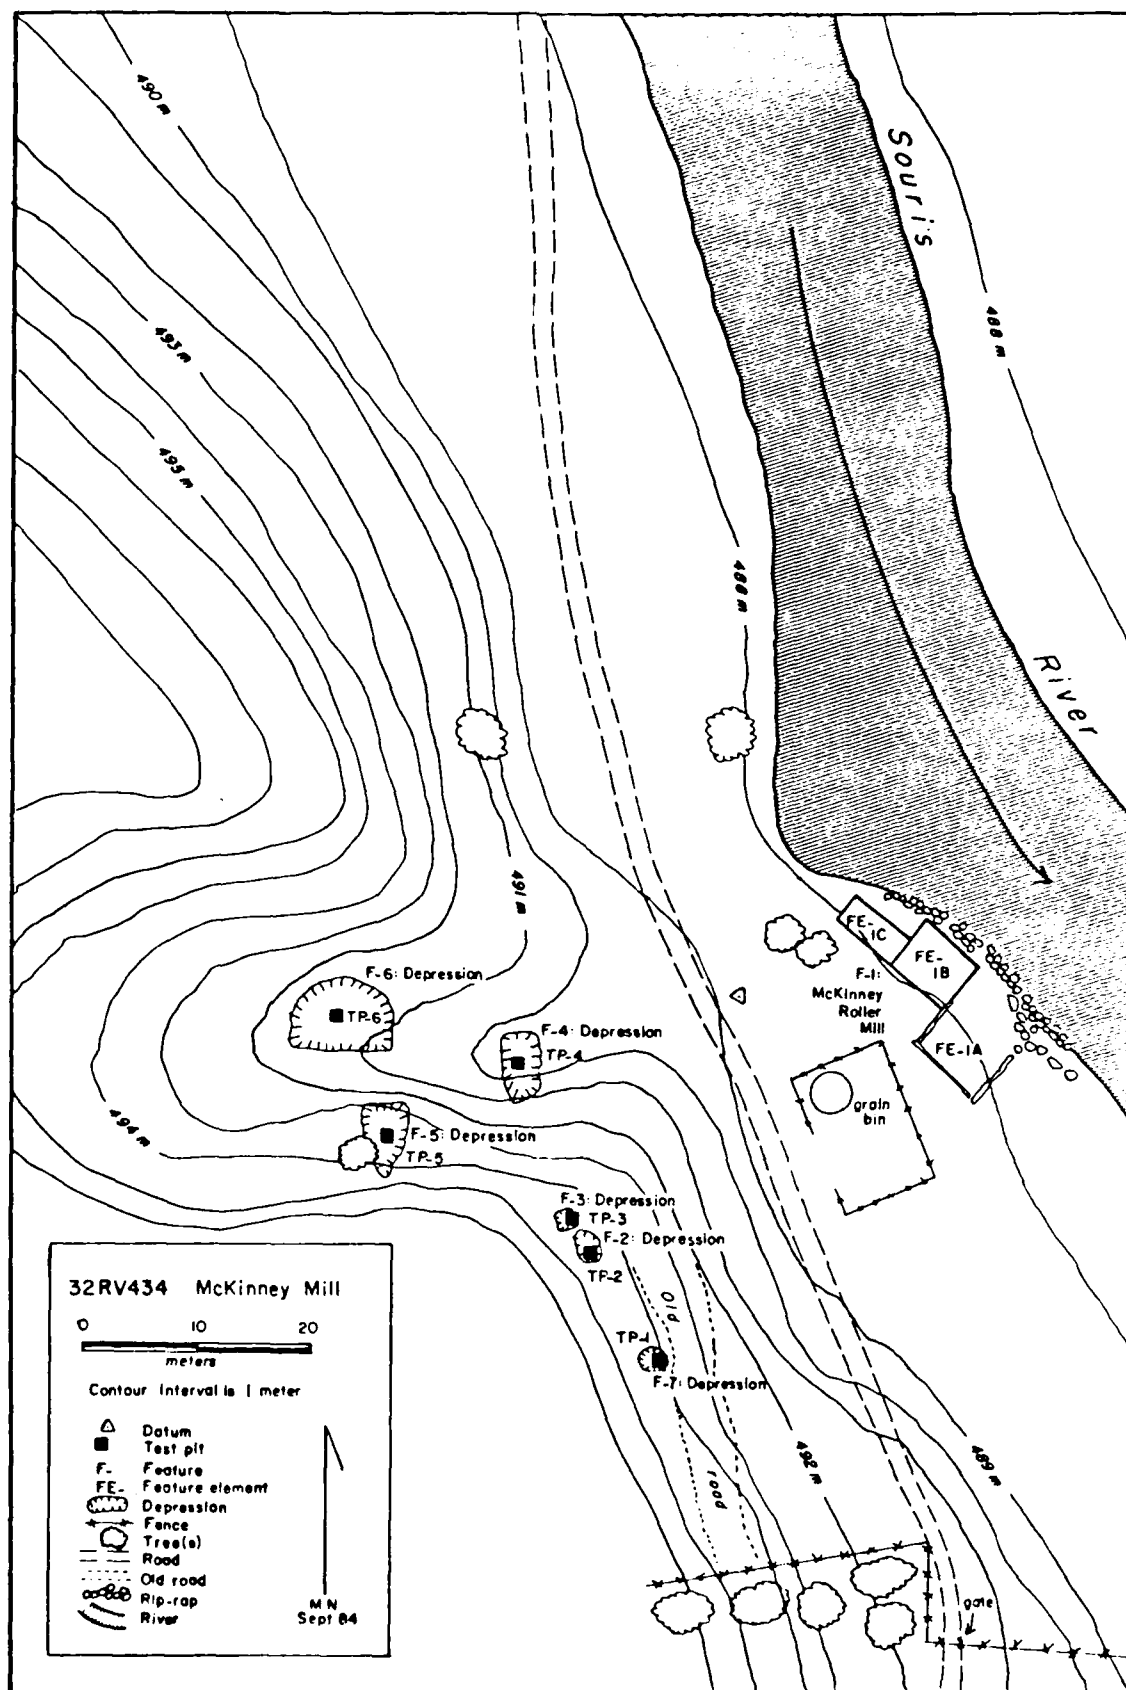 490 m
Souris
488 m
493 m
495 m
488 m
River
491 m
FE-
1C
FE-
1B
F-6: Depression
F-1:
McKinney
Roller
Mill
TP-6
F-4: Depression
TP-4
FE-1A
grain
bin
494 m
F-5: Depression
TP-5
F-3: Depression
TP-3
F-2: Depression
TP-2
Old
TP-1
F-7: Depression
492 m
489 m
road
gate
32RV434 McKinney Mill
0 10 20
meters
Contour Interval is 1 meter
Datum
Test pit
F- Feature
FE- Feature element
Depression
Fence
Tree(s)
Road
Old road
Rip-rap
River
M N
Sept 84